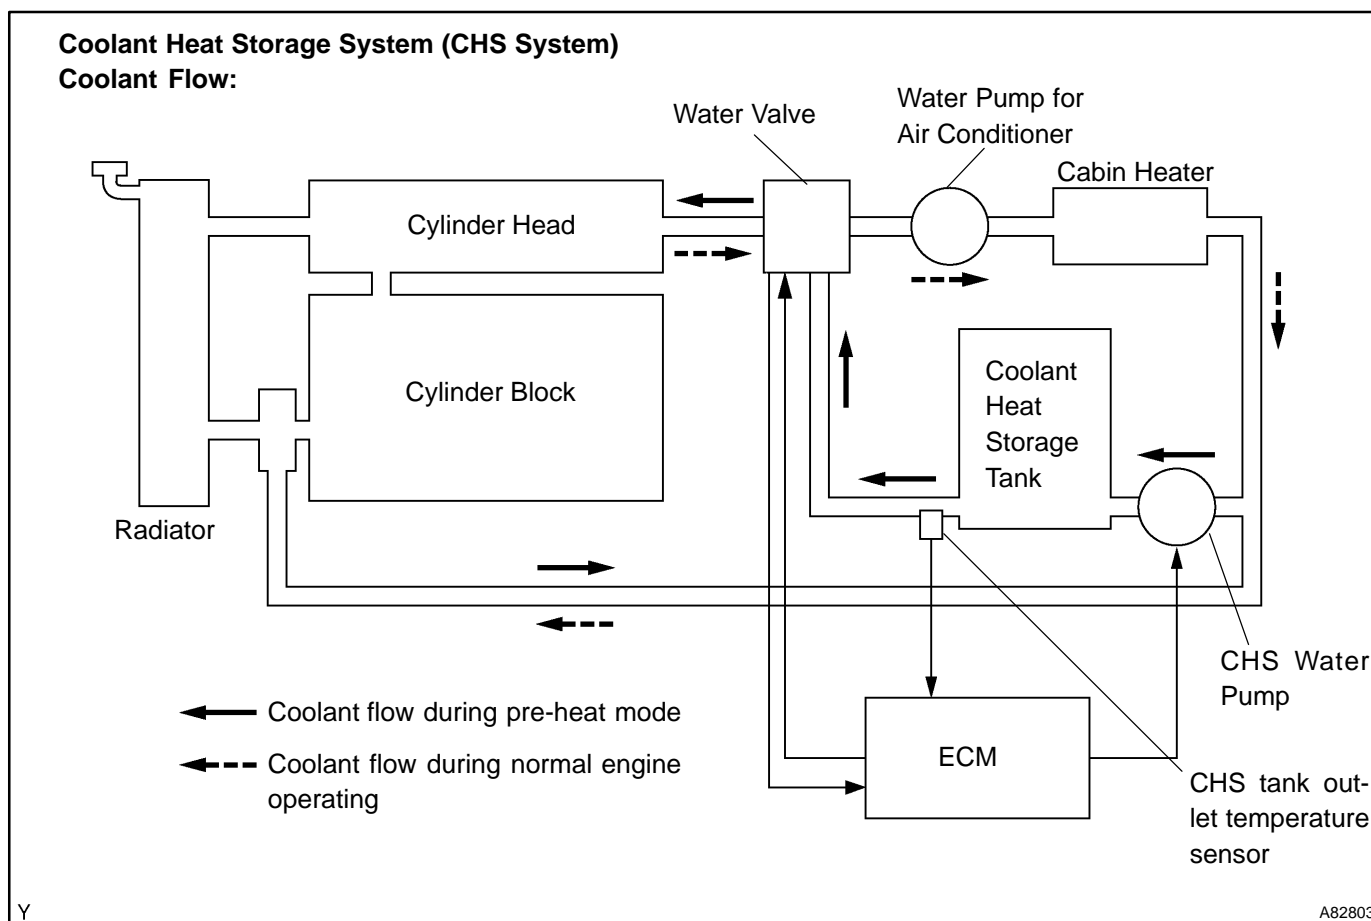 Coolant Heat Storage System (CHS System)
Coolant Flow:
Water Valve
Water Pump for
Air Conditioner
Cabin Heater
Cylinder Head
Cylinder Block
Coolant
Heat
Storage
Tank
Radiator
CHS Water
Pump
Coolant flow during pre-heat mode
Coolant flow during normal engine
operating
ECM
CHS tank out-
let temperature
sensor
Y
A82803